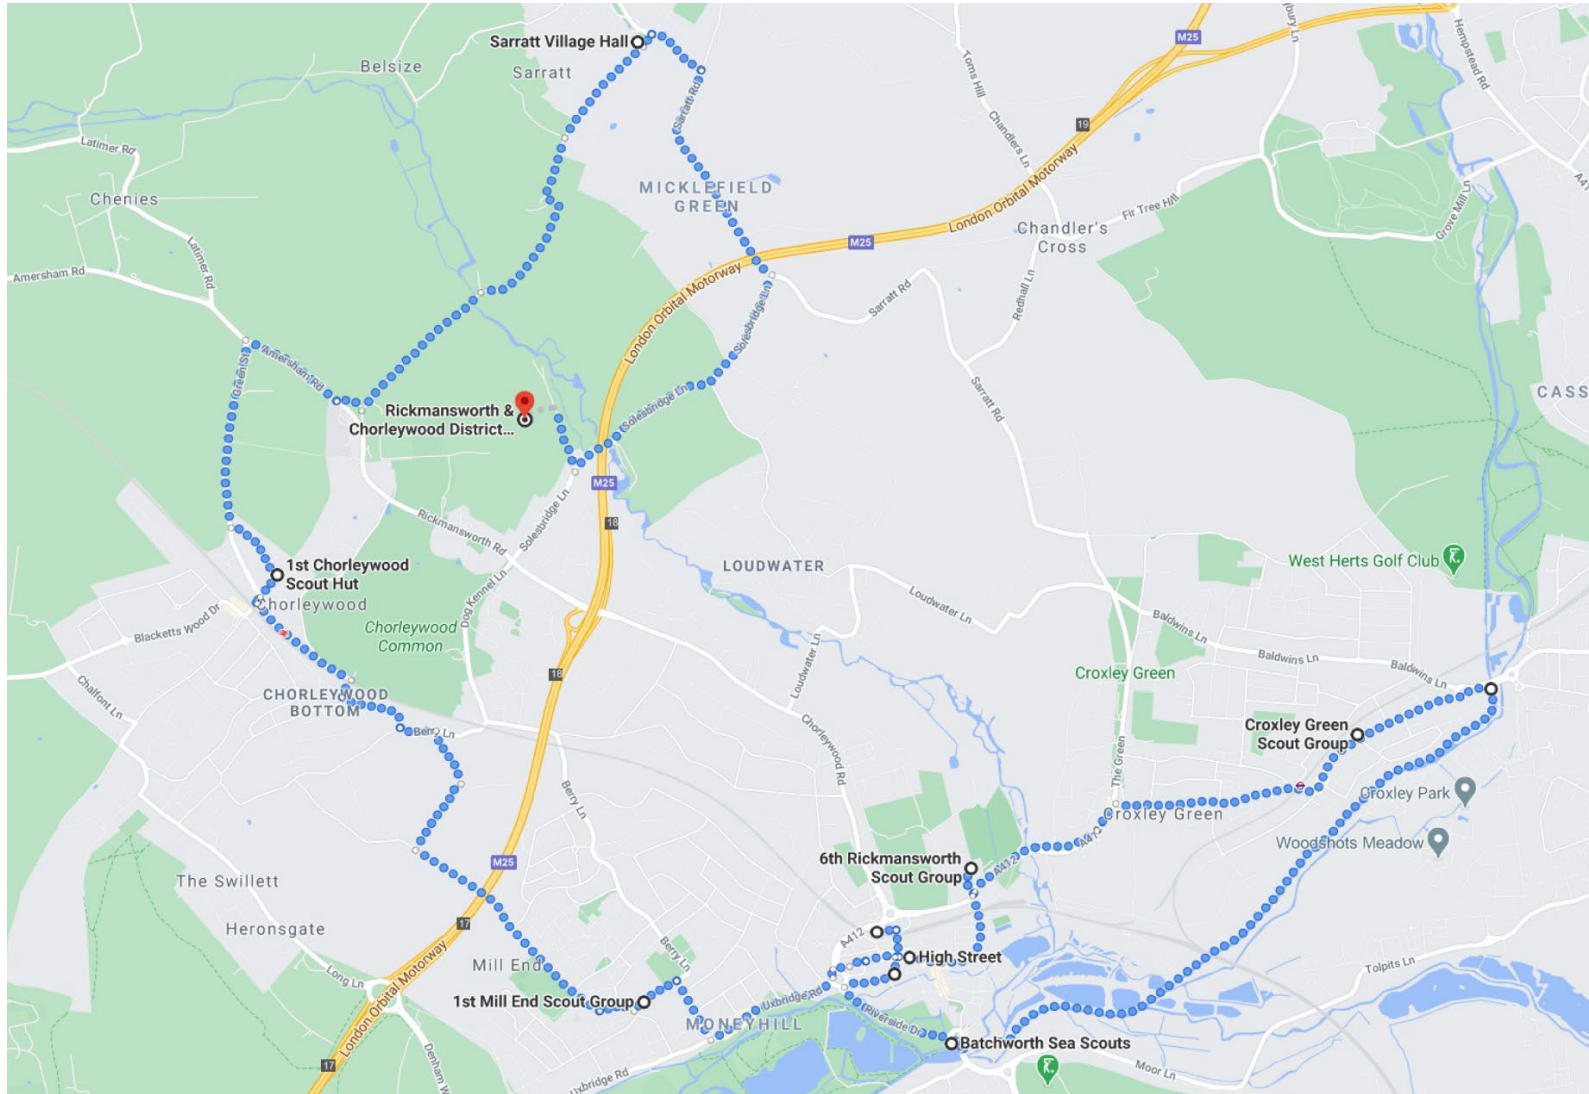 Sarratt Village Hall
Belsize
Sarratt
M25
Toms Hill
Hempstead Rd
Sarratt Rd
19
Chandlers Ln
Latimer Rd
Chenies
MICKLEFIELD
GREEN
London Orbital Motorway
Fir Tree Hill
Grove Mill Ln
Chandler's
Cross
M25
London Orbital Motorway
Latimer Rd
Amersham Rd
Solesbridge Ln
Sarratt Rd
Redhall Ln
Green St
Amersham Rd
Rickmansworth &
Chorleywood District...
Solesbridge Ln
Sarratt Rd
CASS
M25
Rickmansworth Rd
Solesbridge Ln
18
1st Chorleywood
Scout Hut
Chorleywood
LOUDWATER
West Herts Golf Club
Dog Kennel Ln
Loudwater Ln
Blacketts Wood Dr
Chorleywood
Common
Baldwins Ln
Baldwins Ln
Baldwins Ln
18
Loudwater Ln
Croxley Green
Chalfont Ln
CHORLEYWOOD
BOTTOM
Berry Ln
Chorleywood Rd
The Green
Croxley Green
Scout Group
Berry Ln
Croxley Park
Croxley Green
A412
Woodshots Meadow
M25
6th Rickmansworth
Scout Group
A412
The Swillett
Heronsgate
17
A412
High Street
Berry Ln
Mill End
Long Ln
Tolpits Ln
1st Mill End Scout Group
Uxbridge Rd
MONEYHILL
Riverside Dr
London Orbital Motorway
Batchworth Sea Scouts
17
Uxbridge Rd
Moor Ln